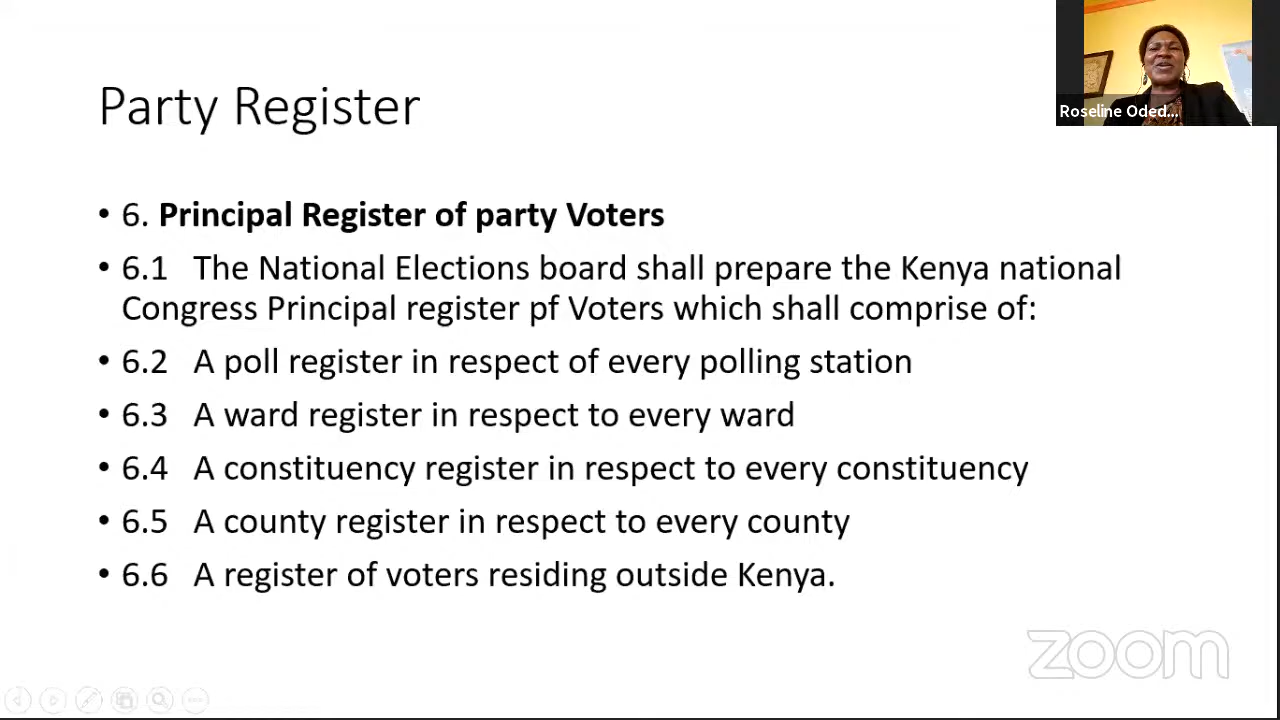 Party Register
Roseline Oded...
• 6. Principal Register of party Voters
• 6.1 The National Elections board shall prepare the Kenya national
Congress Principal register pf Voters which shall comprise of:
• 6.2 A poll register in respect of every polling station
• 6.3 A ward register in respect to every ward
• 6.4 A constituency register in respect to every constituency
• 6.5 A county register in respect to every county
• 6.6 A register of voters residing outside Kenya.
zoom